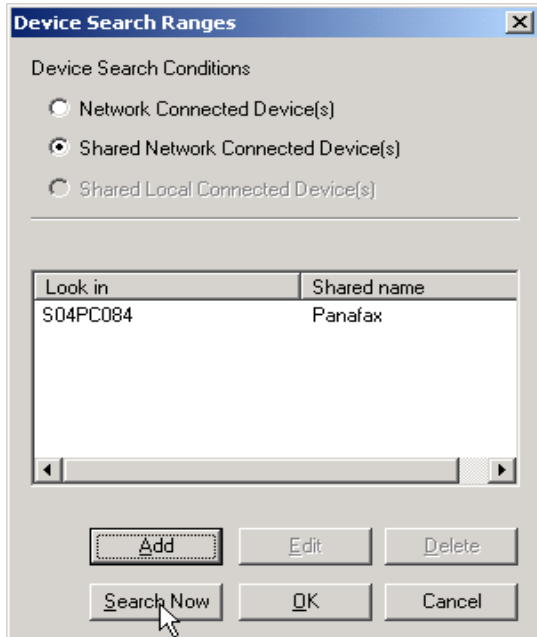 Device Search Ranges
Device Search Conditions
Network Connected Device(s)
Shared Network Connected Device(s)
Shared Local Connected Device(s)
Look in Shared name
S04PC084 Panafax
Add Edit Delete
Search Now OK Cancel